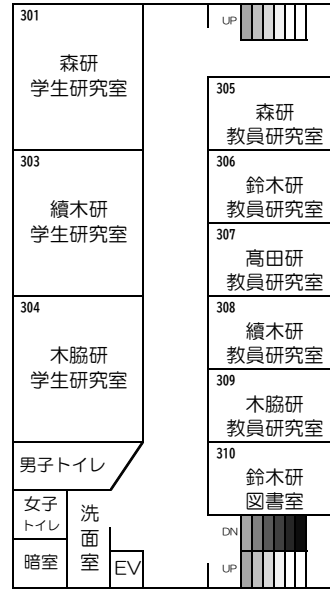 301
森研
学生研究室
303
續木研
学生研究室
304
木脇研
学生研究室
男子トイレ
女子
トイレ
暗室
洗
面
室
EV
UP
305
森研
教員研究室
306
鈴木研
教員研究室
307
髙田研
教員研究室
308
續木研
教員研究室
309
木脇研
教員研究室
310
鈴木研
図書室
DN
UP